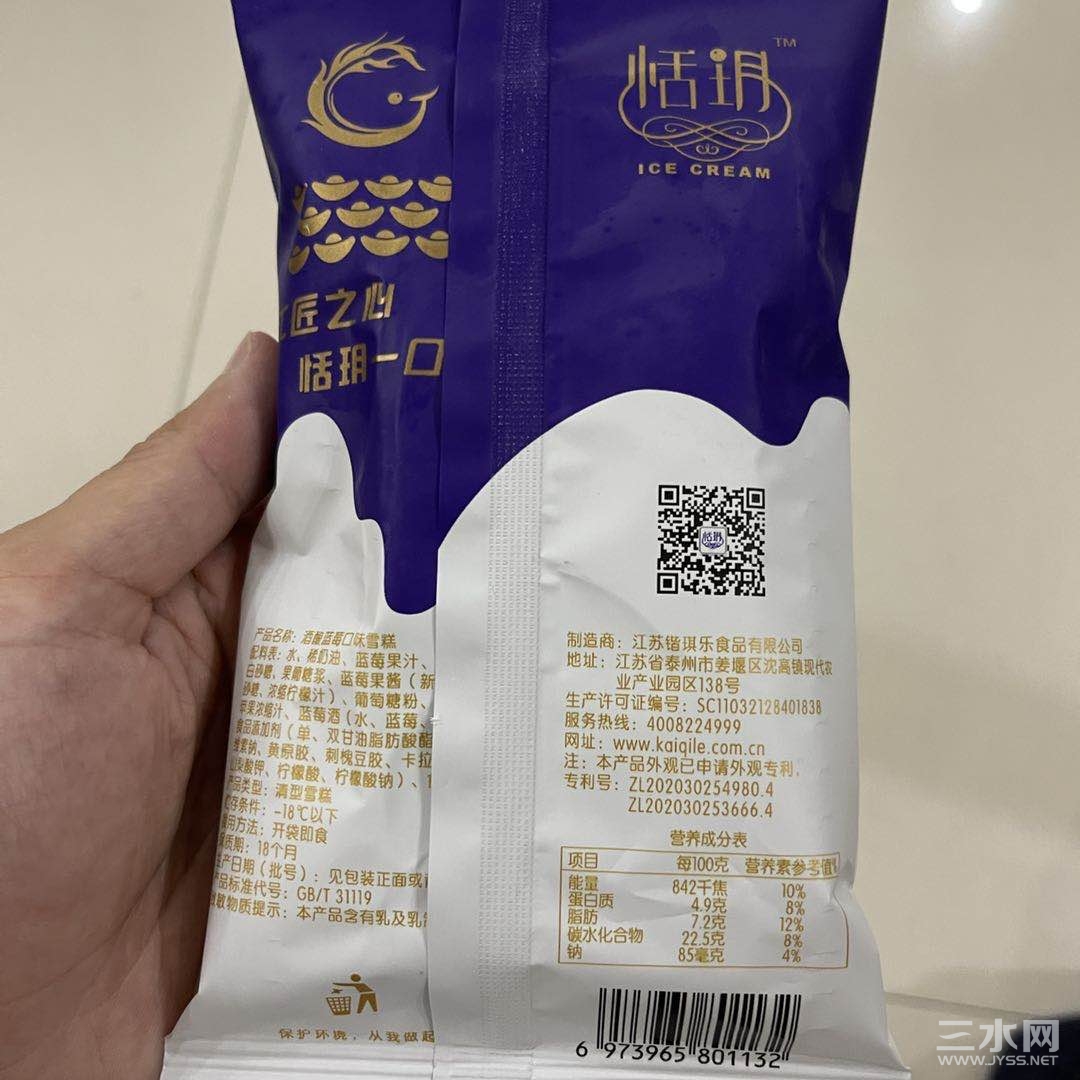 恬玥™
ICE CREAM
匠之心
恬玥一口
产品名称：酒酿蓝莓口味雪糕
配料表：水、稀奶油、蓝莓果汁、
白砂糖、果葡糖浆、蓝莓果酱（新
砂糖、浓缩柠檬汁）、葡萄糖粉、
苹果浓缩汁、蓝莓酒（水、蓝莓、
食品添加剂（单、双甘油脂肪酸酯
维素钠、黄原胶、刺槐豆胶、卡拉
山梨酸钾、柠檬酸、柠檬酸钠）、
产品类型：清型雪糕
贮存条件：-18℃以下
食用方法：开袋即食
保质期：18个月
生产日期（批号）：见包装正面或
产品标准代号：GB/T 31119
致敏物质提示：本产品含有乳及乳
保护环境，从我做起
制造商：江苏锴琪乐食品有限公司
地址：江苏省泰州市姜堰区沈高镇现代农
业产业园区138号
生产许可证编号：SC11032128401838
服务热线：4008224999
网址：www.kaiqile.com.cn
注：本产品外观已申请外观专利，
专利号：ZL202030254980.4
ZL202030253666.4
营养成分表
项目 每100克 营养素参考值%
能量 842千焦 10%
蛋白质 4.9克 8%
脂肪 7.2克 12%
碳水化合物 22.5克 8%
钠 85毫克 4%
6 973965 801132
三水网
WWW.JYSS.NET